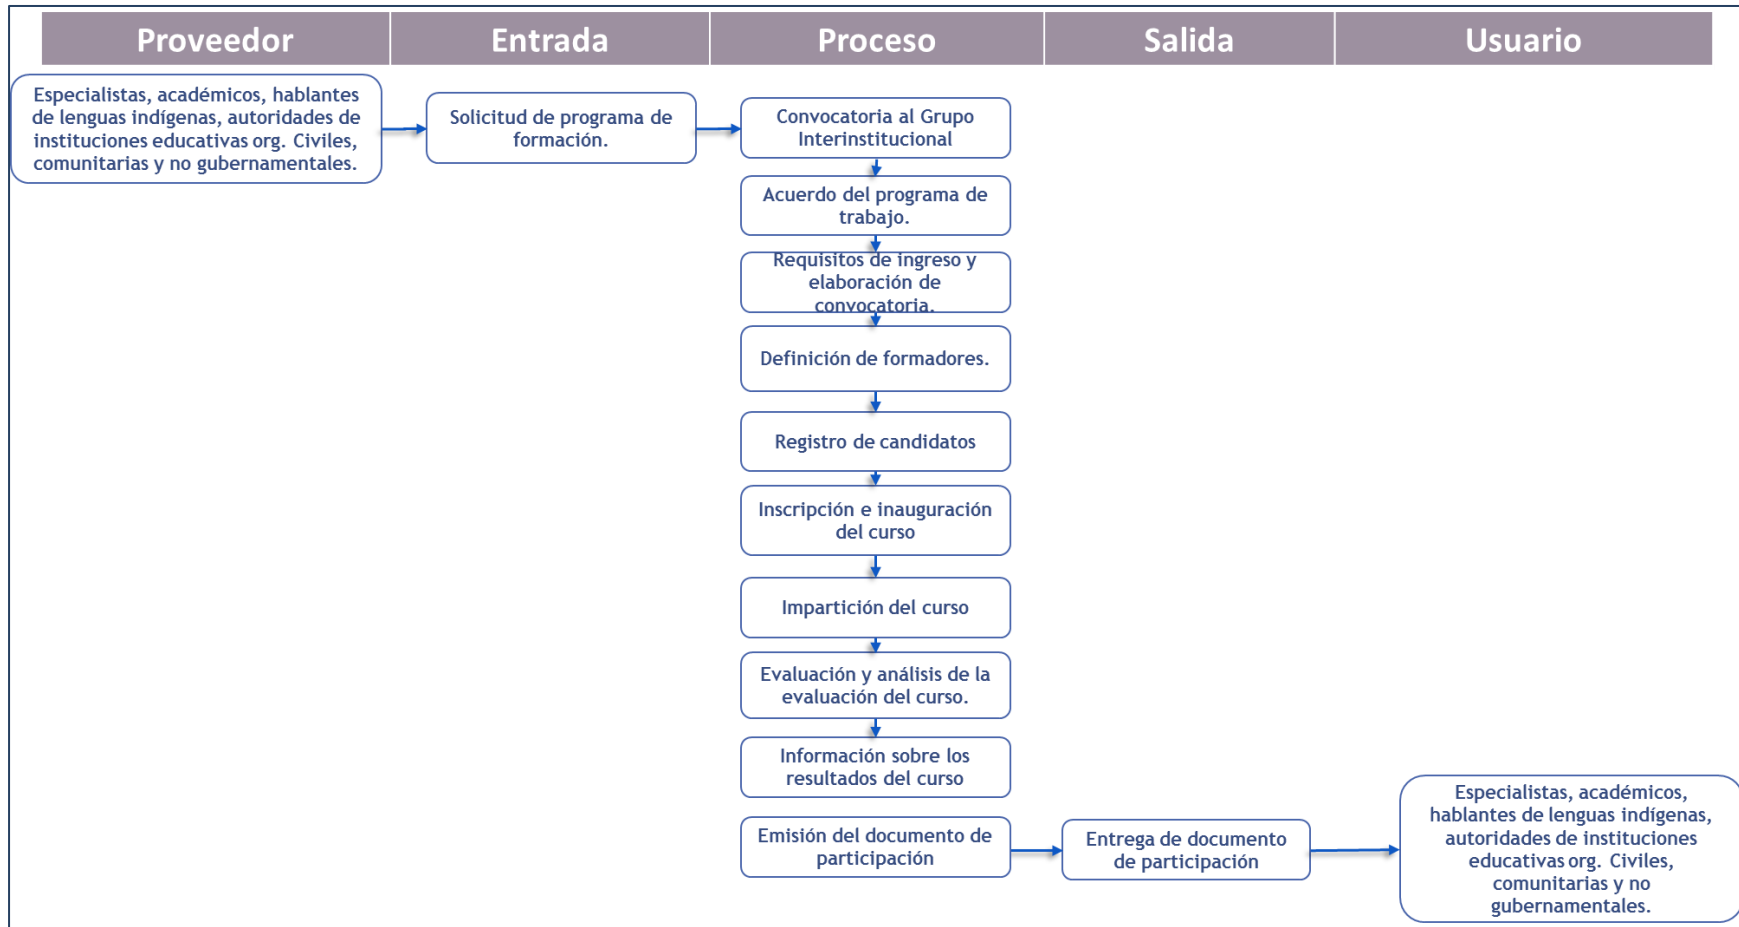 Proveedor
Entrada
Proceso
Salida
Usuario
Especialistas, académicos, hablantes
de lenguas indígenas, autoridades de
instituciones educativas org. Civiles,
comunitarias y no gubernamentales.
Solicitud de programa de
formación.
Convocatoria al Grupo
Interinstitucional
Acuerdo del programa de
trabajo.
Requisitos de ingreso y
elaboración de
convocatoria.
Definición de formadores.
Registro de candidatos
Inscripción e inauguración
del curso
Impartición del curso
Evaluación y análisis de la
evaluación del curso.
Información sobre los
resultados del curso
Emisión del documento de
participación
Entrega de documento
de participación
Especialistas, académicos,
hablantes de lenguas indígenas,
autoridades de instituciones
educativas org. Civiles,
comunitarias y no
gubernamentales.